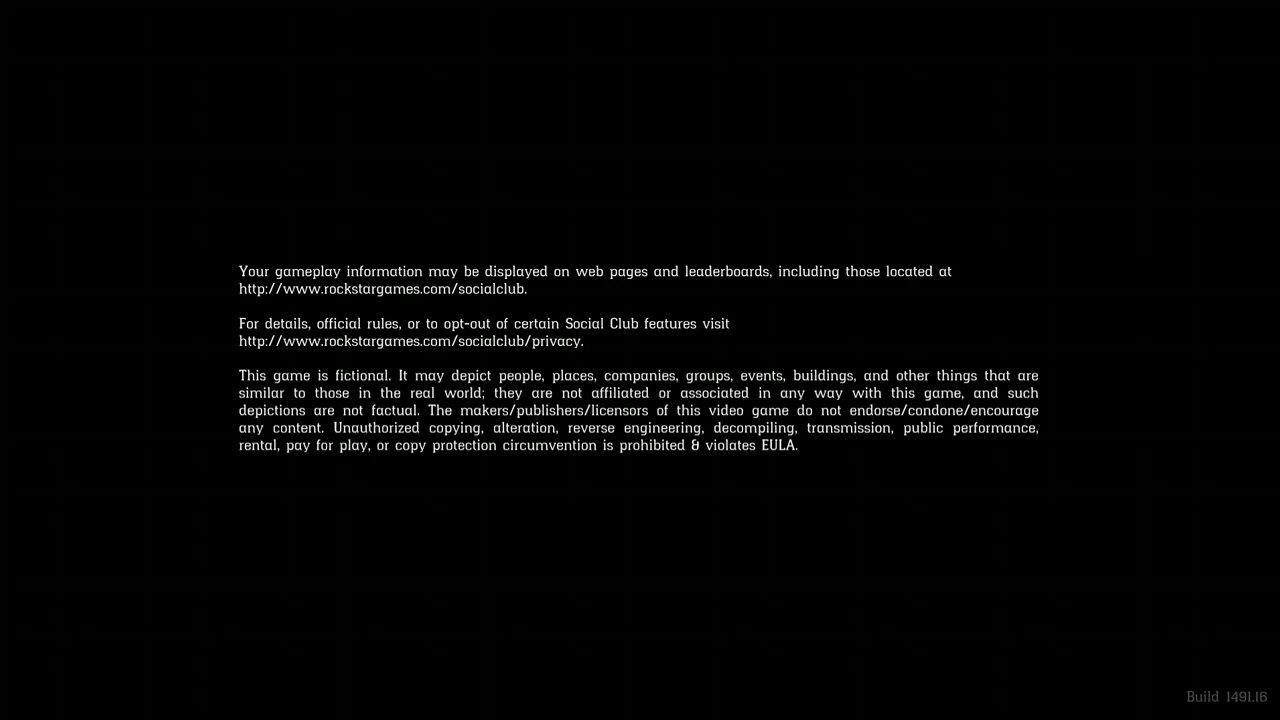 Your gameplay information may be displayed on web pages and leaderboards, including those located at
http://www.rockstargames.com/socialclub.
For details, official rules, or to opt-out of certain Social Club features visit
http://www.rockstargames.com/socialclub/privacy.
This game is fictional. It may depict people, places, companies, groups, events, buildings, and other things that are
similar to those in the real world; they are not affiliated or associated in any way with this game, and such
depictions are not factual. The makers/publishers/licensors of this video game do not endorse/condone/encourage
any content. Unauthorized copying, alteration, reverse engineering, decompiling, transmission, public performance,
rental, pay for play, or copy protection circumvention is prohibited & violates EULA.
Build 1491.16